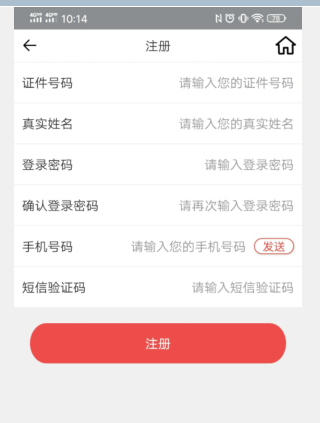 10:14
78
注册
证件号码 请输入您的证件号码
真实姓名 请输入您的真实姓名
登录密码 请输入登录密码
确认登录密码 请再次输入登录密码
手机号码 请输入您的手机号码 发送
短信验证码 请输入短信验证码
注册